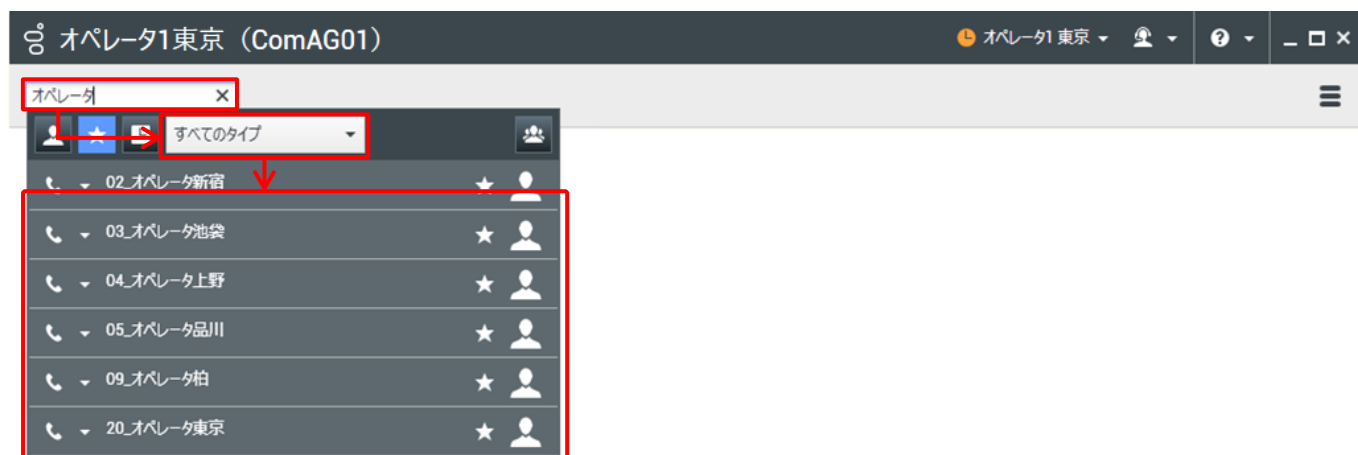 オペレータ1東京（ComAG01）
オペレータ1 東京
オペレータ
すべてのタイプ
02_オペレータ新宿
03_オペレータ池袋
04_オペレータ上野
05_オペレータ品川
09_オペレータ柏
20_オペレータ東京